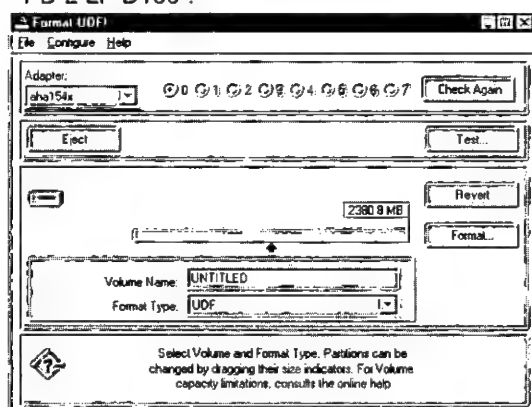 Format UDF!
File Configure Help
Adapter:
aha154x
0 1 2 3 4 5 6 7
Check Again
Eject
Test...
Revert
2380.8 MB
Format...
Volume Name: UNTITLED
Format Type: UDF
Select Volume and Format Type. Partitions can be
changed by dragging their size indicators. For Volume
capacity limitations, consults the online help